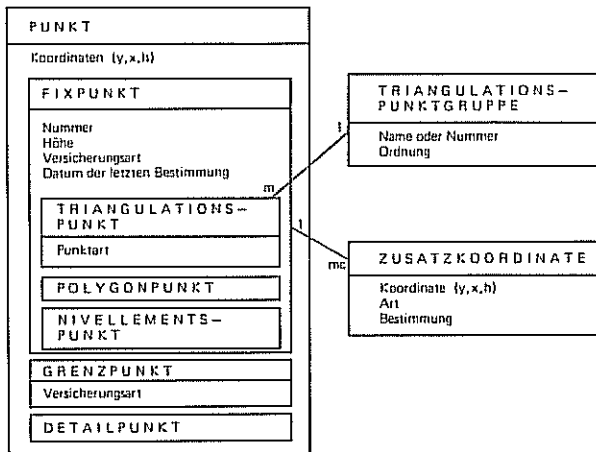 PUNKT
Koordinaten (y,x,h)
FIXPUNKT
Nummer
Höhe
Versicherungsart
Datum der letzten Bestimmung
m
TRIANGULATIONS-
PUNKT
Punktart
POLYGONPUNKT
NIVELLEMENTS-
PUNKT
GRENZPUNKT
Versicherungsart
DETAILPUNKT
1
TRIANGULATIONS-
PUNKTGRUPPE
Name oder Nummer
Ordnung
1
mc
ZUSATZKOORDINATE
Koordinate (y,x,h)
Art
Bestimmung